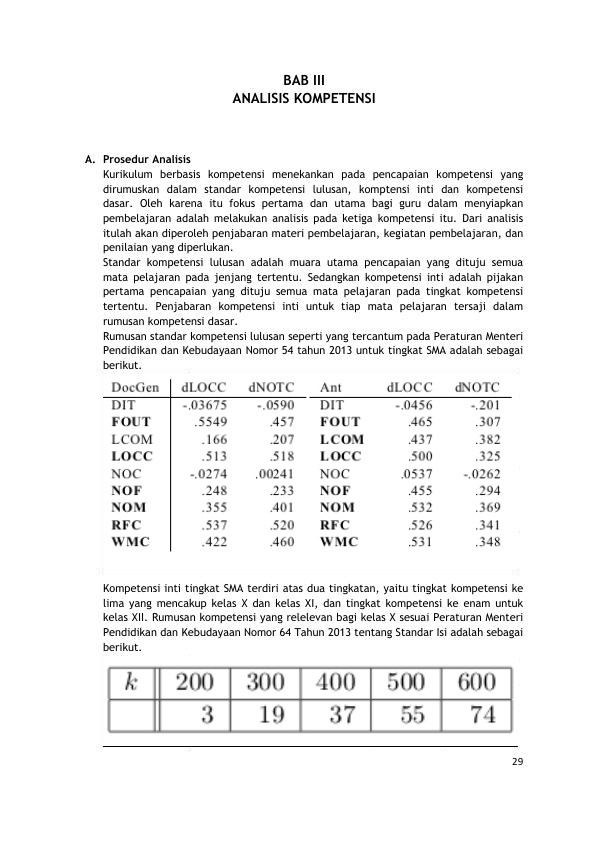 BAB III
ANALISIS KOMPETENSI
A. Prosedur Analisis
Kurikulum berbasis kompetensi menekankan pada pencapaian kompetensi yang
dirumuskan dalam standar kompetensi lulusan, komptensi inti dan kompetensi
dasar. Oleh karena itu fokus pertama dan utama bagi guru dalam menyiapkan
pembelajaran adalah melakukan analisis pada ketiga kompetensi itu. Dari analisis
itulah akan diperoleh penjabaran materi pembelajaran, kegiatan pembelajaran, dan
penilaian yang diperlukan.
Standar kompetensi lulusan adalah muara utama pencapaian yang dituju semua
mata pelajaran pada jenjang tertentu. Sedangkan kompetensi inti adalah pijakan
pertama pencapaian yang dituju semua mata pelajaran pada tingkat kompetensi
tertentu. Penjabaran kompetensi inti untuk tiap mata pelajaran tersaji dalam
rumusan kompetensi dasar.
Rumusan standar kompetensi lulusan seperti yang tercantum pada Peraturan Menteri
Pendidikan dan Kebudayaan Nomor 54 tahun 2013 untuk tingkat SMA adalah sebagai
berikut.
DocGen dLOCC dNOTC Ant dLOCC dNOTC
DIT -.03675 -.0590 DIT -.0456 -.201
FOUT .5549 .457 FOUT .465 .307
LCOM .166 .207 LCOM .437 .382
LOCC .513 .518 LOCC .500 .325
NOC -.0274 .00241 NOC .0537 -.0262
NOF .248 .233 NOF .455 .294
NOM .355 .401 NOM .532 .369
RFC .537 .520 RFC .526 .341
WMC .422 .460 WMC .531 .348
Kompetensi inti tingkat SMA terdiri atas dua tingkatan, yaitu tingkat kompetensi ke
lima yang mencakup kelas X dan kelas XI, dan tingkat kompetensi ke enam untuk
kelas XII. Rumusan kompetensi yang relelevan bagi kelas X sesuai Peraturan Menteri
Pendidikan dan Kebudayaan Nomor 64 Tahun 2013 tentang Standar Isi adalah sebagai
berikut.
k 200 300 400 500 600
3 19 37 55 74
29